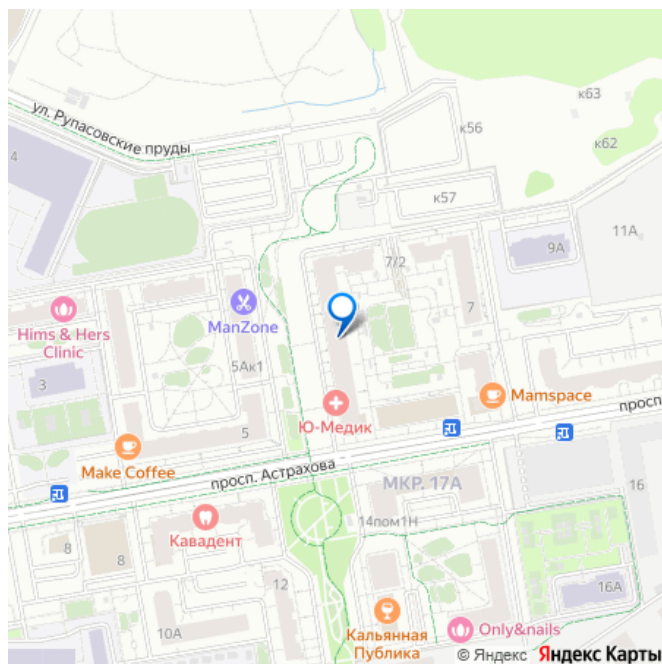 к63
к56
ул. Рупасовские пруды
к62
4
к57
11А
9А
7/2
7
ManZone
Hims & Hers
Clinic
5Ак1
3
Mamspace
Ю-Медик
просп
5
Make Coffee
просп. Астрахова
МКР. 17А
16
14пом1Н
Кавадент
8
8
12
16А
10А
Кальянная
Публика
Only&nails
© Яндекс Яндекс Карты